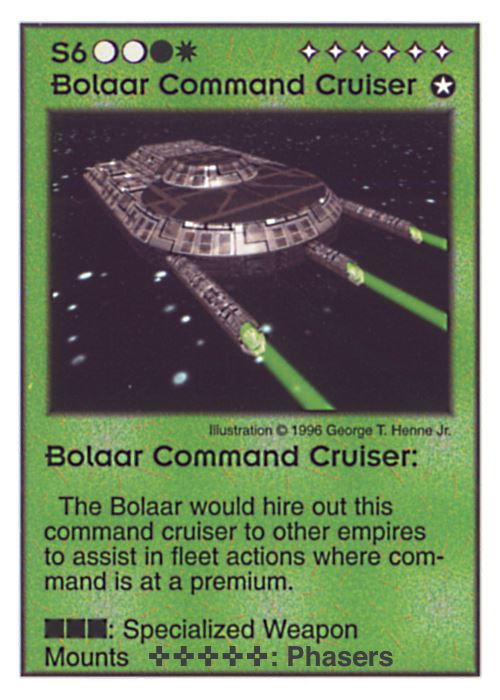 S6
Bolaar Command Cruiser
Illustration © 1996 George T. Henne Jr.
Bolaar Command Cruiser:
The Bolaar would hire out this
command cruiser to other empires
to assist in fleet actions where com-
mand is at a premium.
■■■: Specialized Weapon
Mounts ✤✤✤✤✤: Phasers